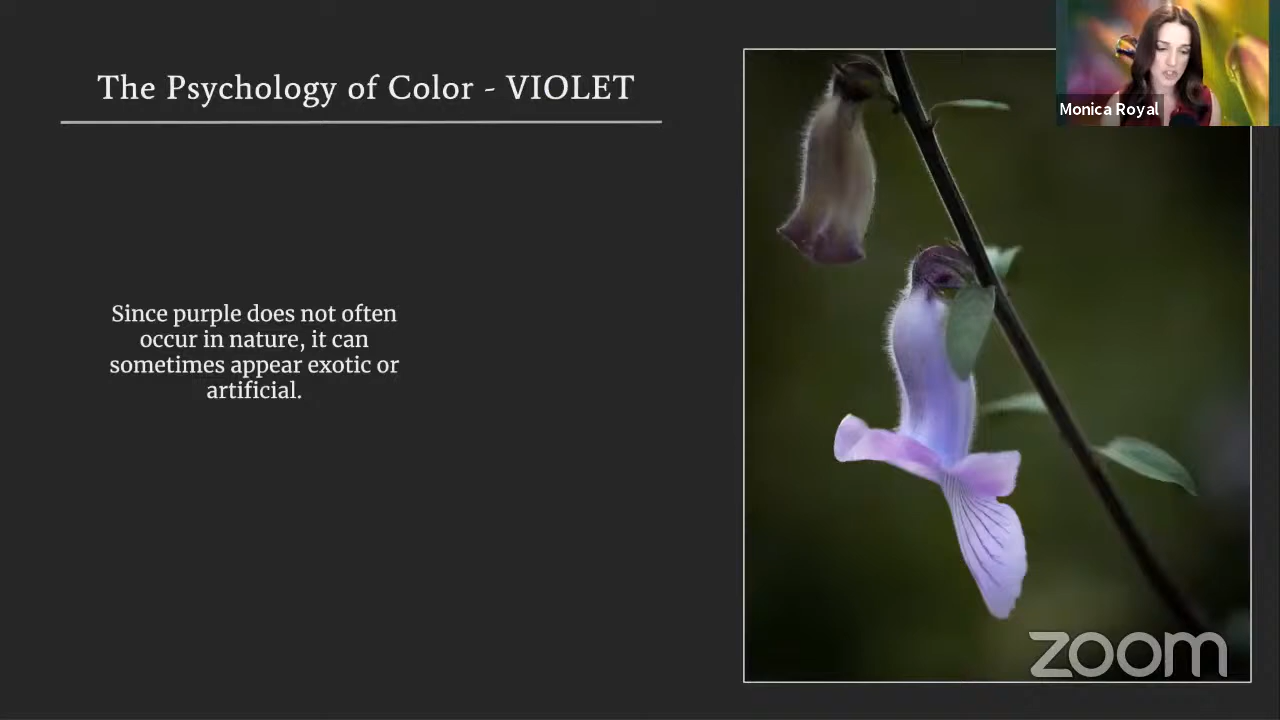 The Psychology of Color - VIOLET
Monica Royal
Since purple does not often
occur in nature, it can
sometimes appear exotic or
artificial.
zoom